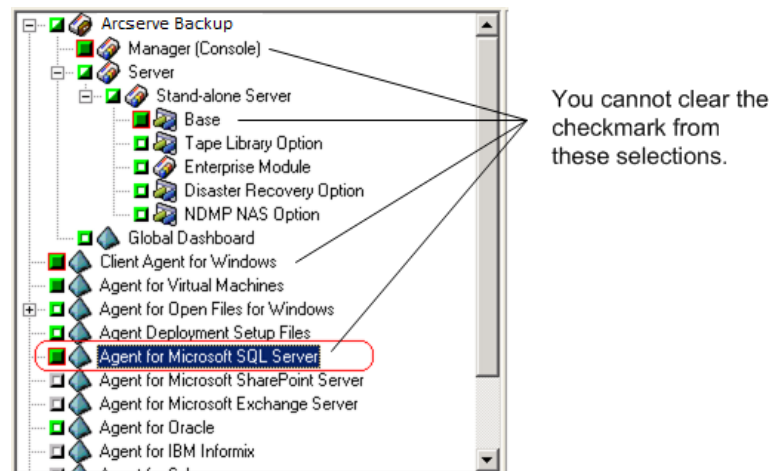 Arcserve Backup
Manager (Console)
Server
Stand-alone Server
Base
Tape Library Option
Enterprise Module
Disaster Recovery Option
NDMP NAS Option
Global Dashboard
Client Agent for Windows
Agent for Virtual Machines
Agent for Open Files for Windows
Agent Deployment Setup Files
Agent for Microsoft SQL Server
Agent for Microsoft SharePoint Server
Agent for Microsoft Exchange Server
Agent for Oracle
Agent for IBM Informix
You cannot clear the
checkmark from
these selections.